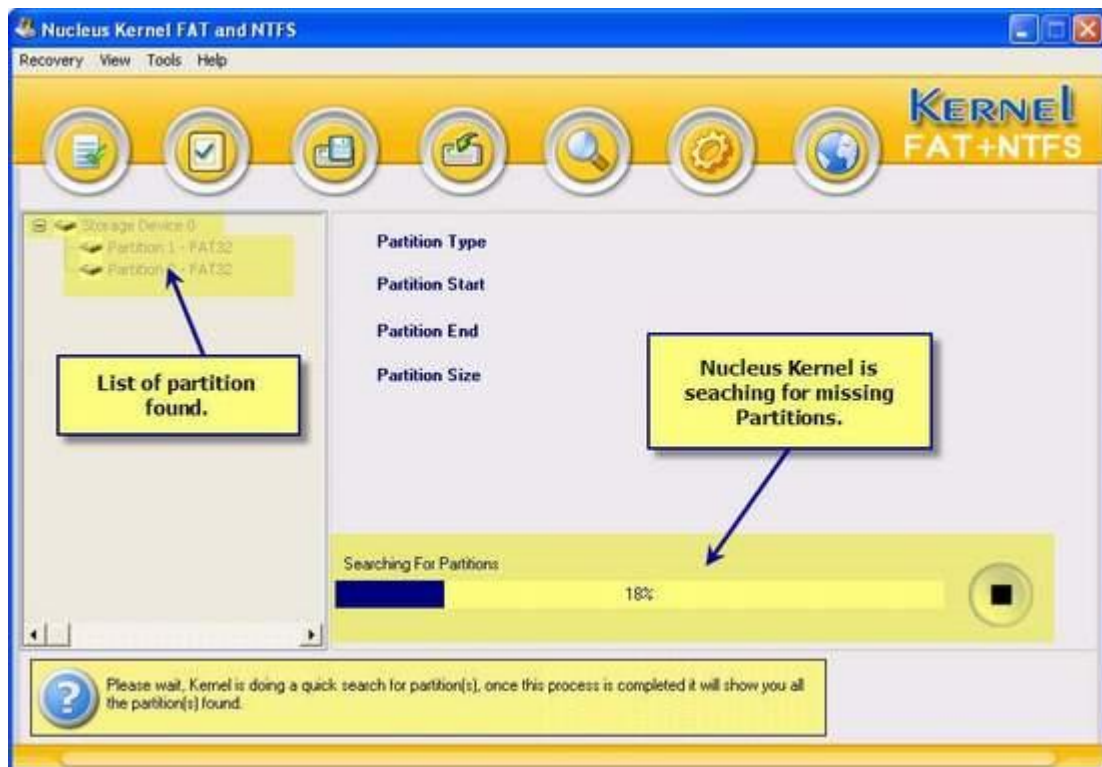 Nucleus Kernel FAT and NTFS
Recovery View Tools Help
KERNEl
FAT+NTFS
Storage Device 0
Partition 1 - FAT32
Partition - FAT32
Partition Type
Partition Start
Partition End
Partition Size
List of partition
found.
Nucleus Kernel is
seaching for missing
Partitions.
Searching For Partitions
18%
Please wait, Kernel is doing a quick search for partition(s), once this process is completed it will show you all
the partition(s) found.